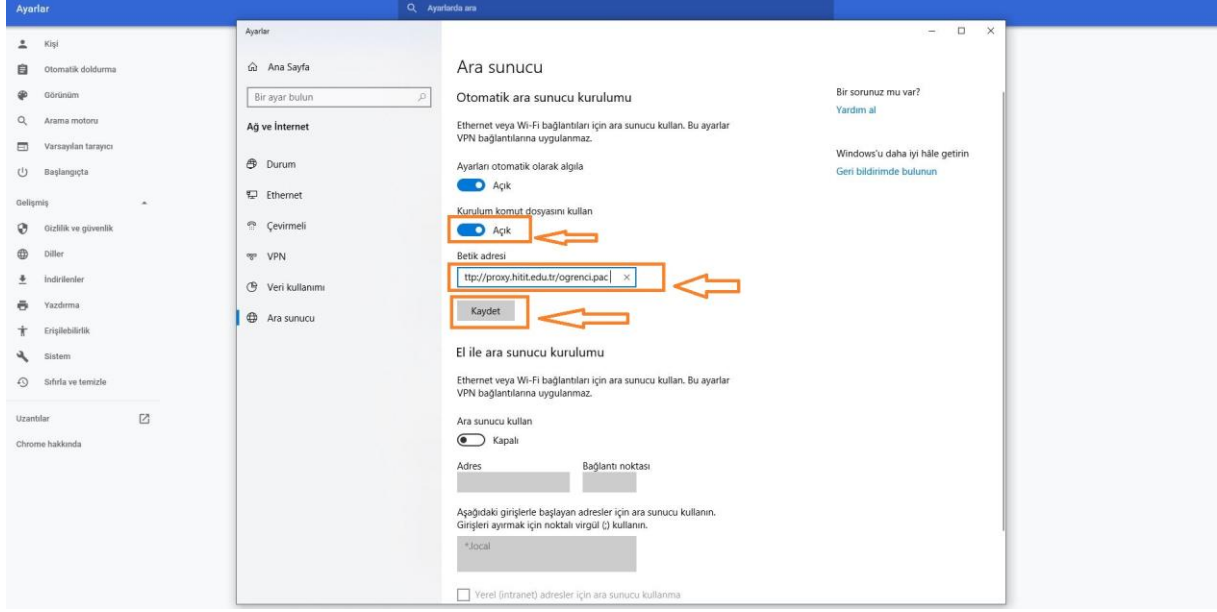 Ayarlar
Ayarlarda ara
Kişi
Otomatik doldurma
Görünüm
Arama motoru
Varsayılan tarayıcı
Başlangıçta
Gelişmiş
Gizlilik ve güvenlik
Diller
İndirilenler
Yazdırma
Erişilebilirlik
Sistem
Sıfırla ve temizle
Uzantılar
Chrome hakkında
Ayarlar
Ana Sayfa
Bir ayar bulun
Ağ ve İnternet
Durum
Ethernet
Çevirmeli
VPN
Veri kullanımı
Ara sunucu
Ara sunucu
Otomatik ara sunucu kurulumu
Ethernet veya Wi-Fi bağlantıları için ara sunucu kullan. Bu ayarlar
VPN bağlantılarına uygulanmaz.
Ayarları otomatik olarak algıla
Açık
Kurulum komut dosyasını kullan
Açık
Betik adresi
ttp://proxy.hitit.edu.tr/ogrenci.pac
Kaydet
El ile ara sunucu kurulumu
Ethernet veya Wi-Fi bağlantıları için ara sunucu kullan. Bu ayarlar
VPN bağlantılarına uygulanmaz.
Ara sunucu kullan
Kapalı
Adres Bağlantı noktası
Aşağıdaki girişlerle başlayan adresler için ara sunucu kullanın.
Girişleri ayırmak için noktalı virgül (;) kullanın.
*.local
Yerel (intranet) adresler için ara sunucu kullanma
Bir sorunuz mu var?
Yardım al
Windows'u daha iyi hâle getirin
Geri bildirimde bulunun